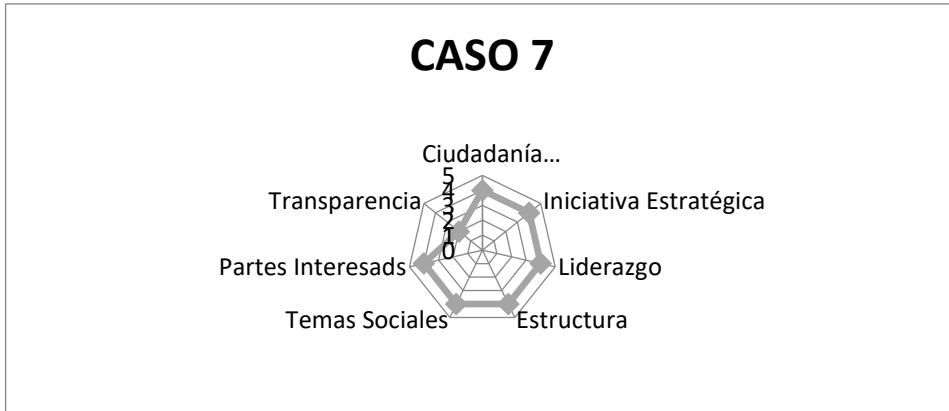 CASO 7
Ciudadanía...
Iniciativa Estratégica
Liderazgo
Estructura
Temas Sociales
Partes Interesads
Transparencia
5
4
3
2
1
0